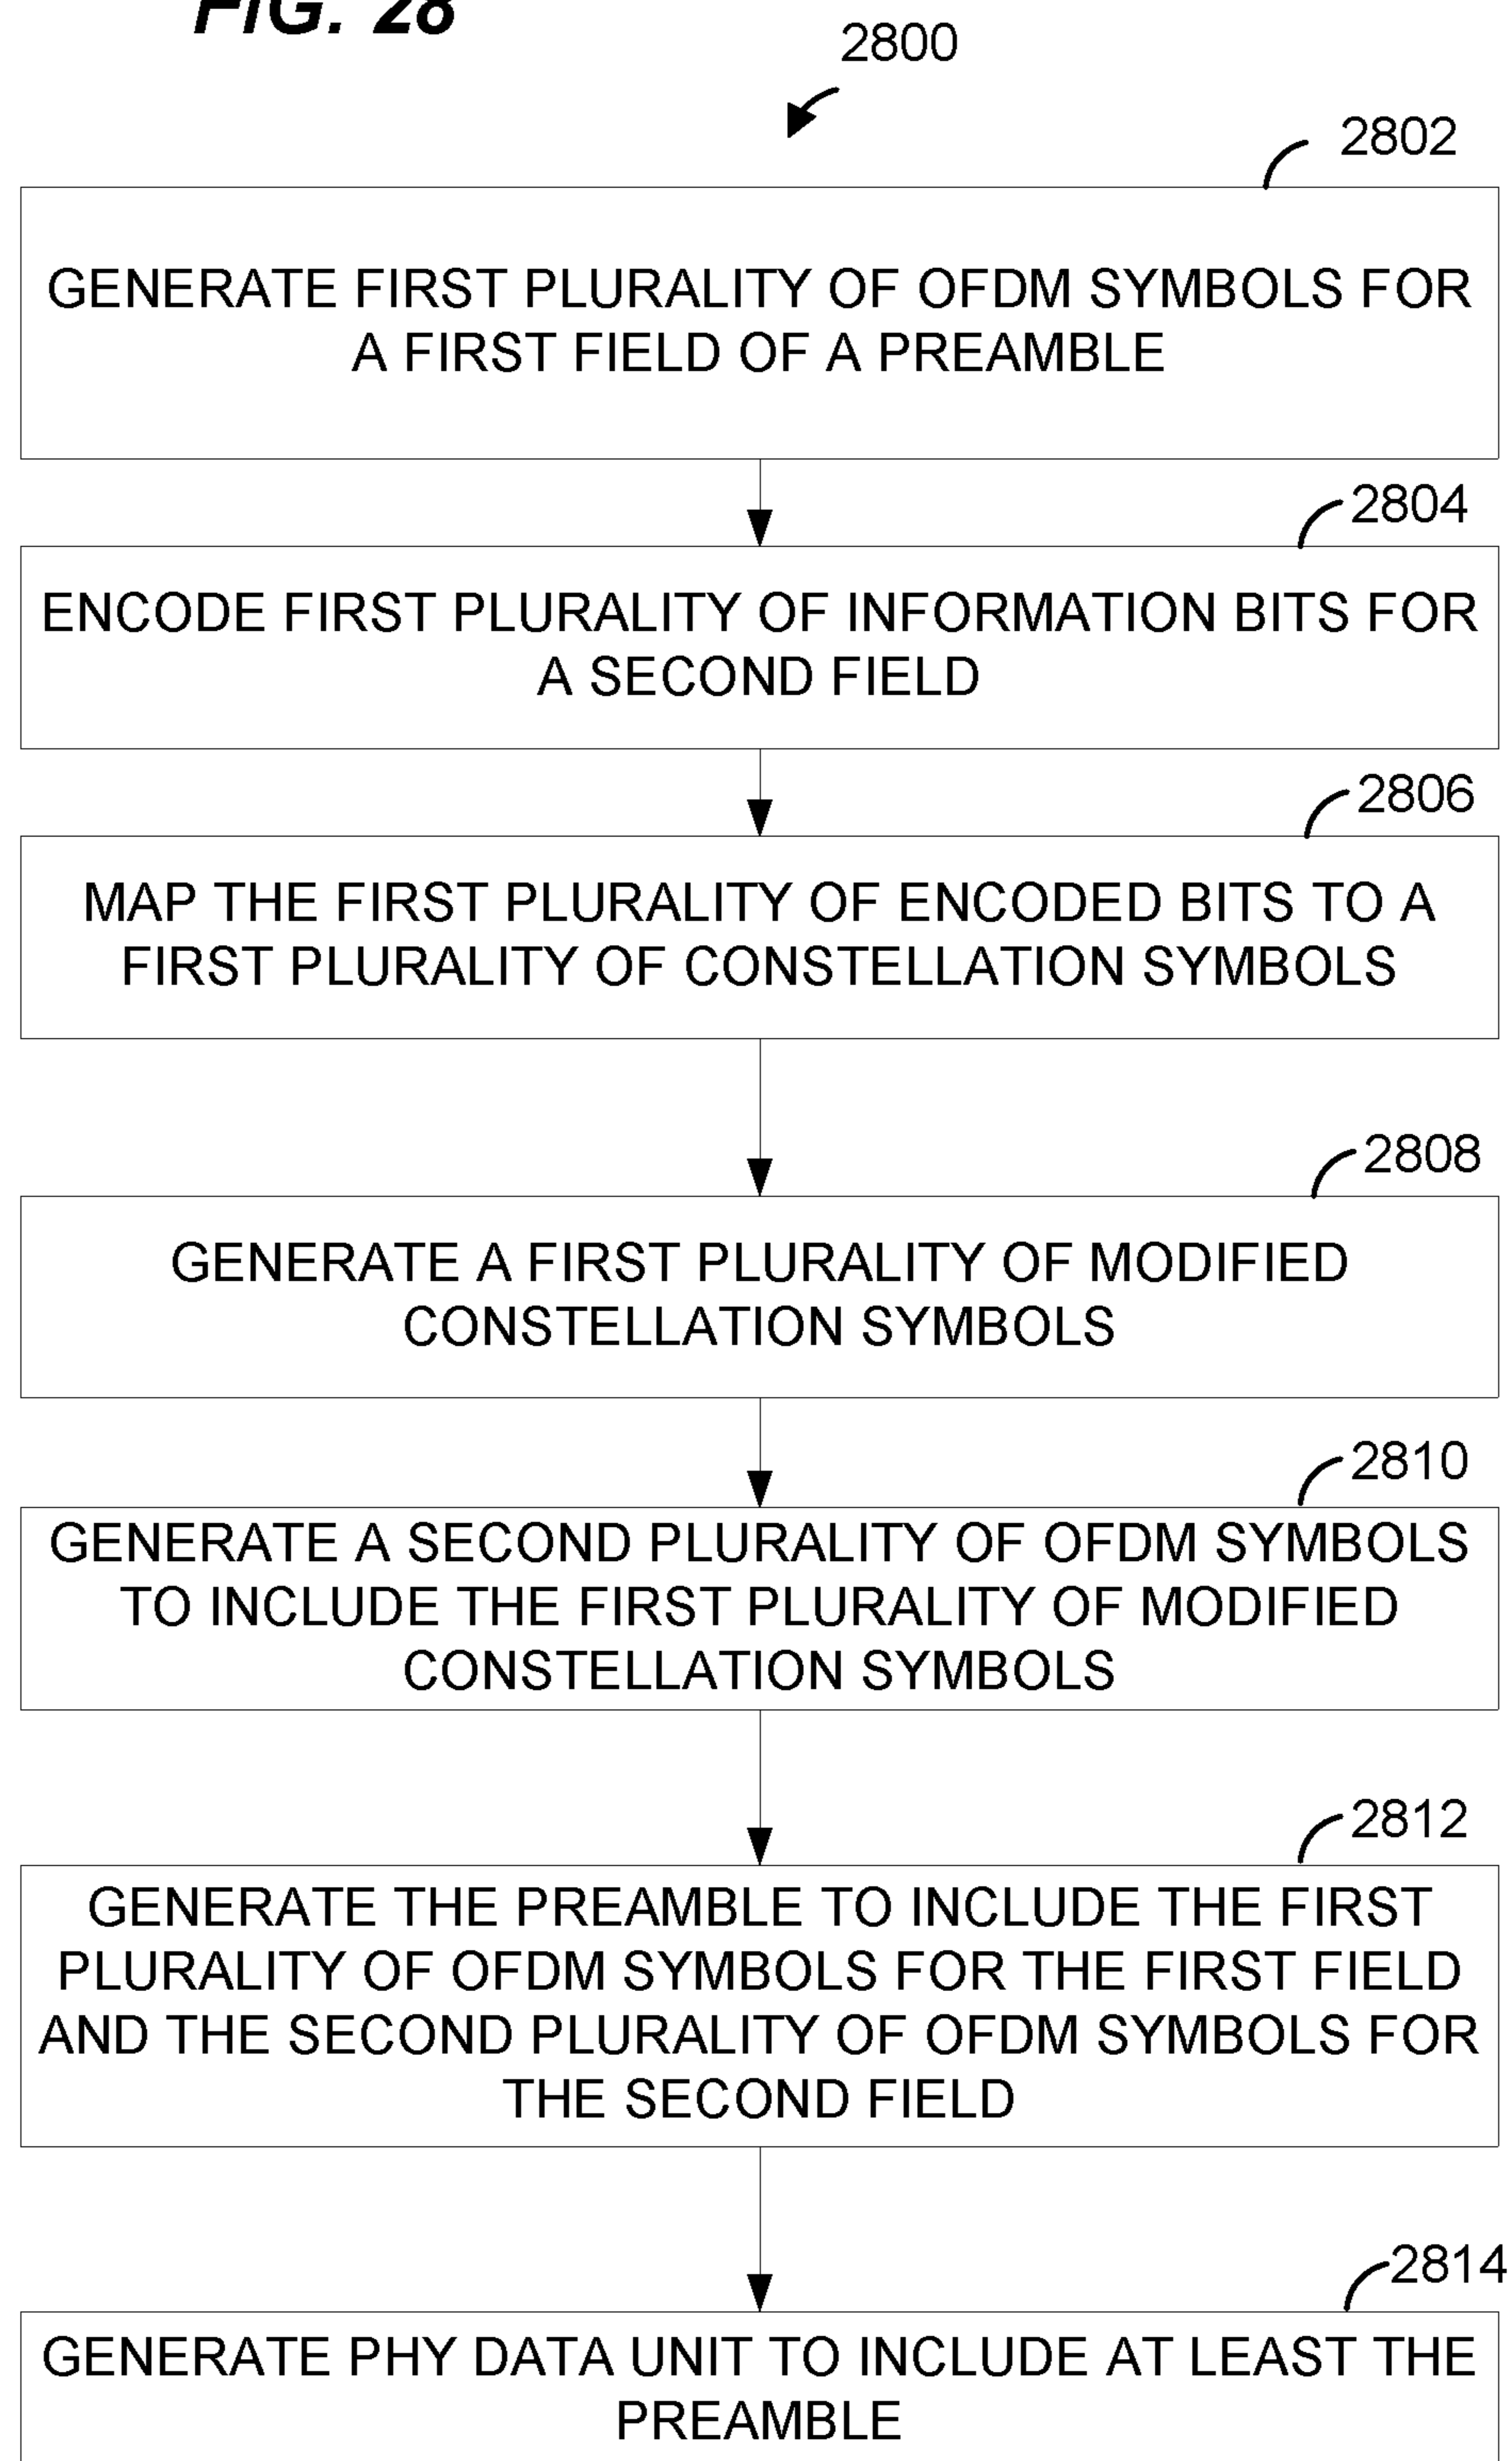 FIG. 28
2800
2802
GENERATE FIRST PLURALITY OF OFDM SYMBOLS FOR
A FIRST FIELD OF A PREAMBLE
2804
ENCODE FIRST PLURALITY OF INFORMATION BITS FOR
A SECOND FIELD
2806
MAP THE FIRST PLURALITY OF ENCODED BITS TO A
FIRST PLURALITY OF CONSTELLATION SYMBOLS
2808
GENERATE A FIRST PLURALITY OF MODIFIED
CONSTELLATION SYMBOLS
2810
GENERATE A SECOND PLURALITY OF OFDM SYMBOLS
TO INCLUDE THE FIRST PLURALITY OF MODIFIED
CONSTELLATION SYMBOLS
2812
GENERATE THE PREAMBLE TO INCLUDE THE FIRST
PLURALITY OF OFDM SYMBOLS FOR THE FIRST FIELD
AND THE SECOND PLURALITY OF OFDM SYMBOLS FOR
THE SECOND FIELD
2814
GENERATE PHY DATA UNIT TO INCLUDE AT LEAST THE
PREAMBLE